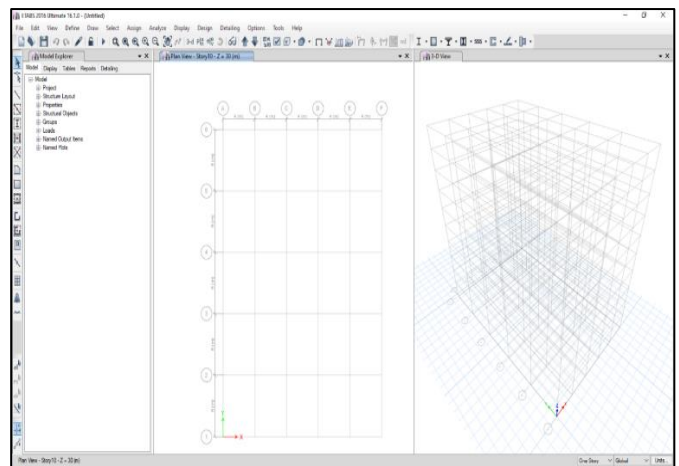 ETABS 2016 Ultimate 16.1.0 - (Untitled)
File Edit View Define Draw Select Assign Analyze Display Design Detailing Options Tools Help
Model Explorer
Plan View - Story10 - Z = 30 (m)
3-D View
Model Display Tables Reports Detailing
Model
Project
Structure Layout
Properties
Structural Objects
Groups
Loads
Named Output Items
Named Plots
A B C D E F
6
5
4
3
2
1
Y
X
Plan View - Story10 - Z = 30 (m)
One Story Global Units...